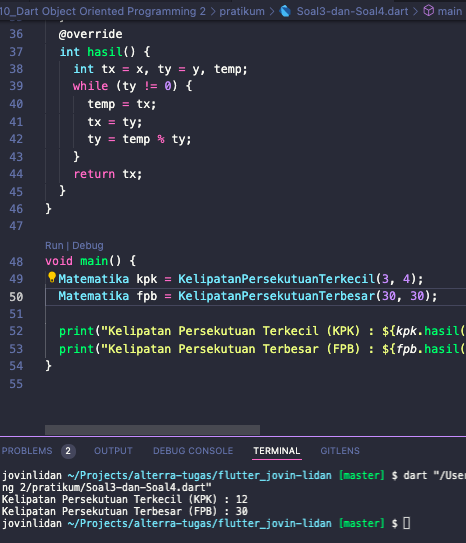 10_Dart Object Oriented Programming 2 > pratikum > Soal3-dan-Soal4.dart > main
36 @override
37 int hasil() {
38 int tx = x, ty = y, temp;
39 while (ty != 0) {
40 temp = tx;
41 tx = ty;
42 ty = temp % ty;
43 }
44 return tx;
45 }
46 }
47
Run | Debug
48 void main() {
49 Matematika kpk = KelipatanPersekutuanTerkecil(3, 4);
50 Matematika fpb = KelipatanPersekutuanTerbesar(30, 30);
51
52 print("Kelipatan Persekutuan Terkecil (KPK) : ${kpk.hasil(
53 print("Kelipatan Persekutuan Terbesar (FPB) : ${fpb.hasil(
54 }
55
PROBLEMS 2 OUTPUT DEBUG CONSOLE TERMINAL GITLENS
jovinlidan ~/Projects/alterra-tugas/flutter_jovin-lidan [master] $ dart "/Use
ng 2/pratikum/Soal3-dan-Soal4.dart"
Kelipatan Persekutuan Terkecil (KPK) : 12
Kelipatan Persekutuan Terbesar (FPB) : 30
jovinlidan ~/Projects/alterra-tugas/flutter_jovin-lidan [master] $